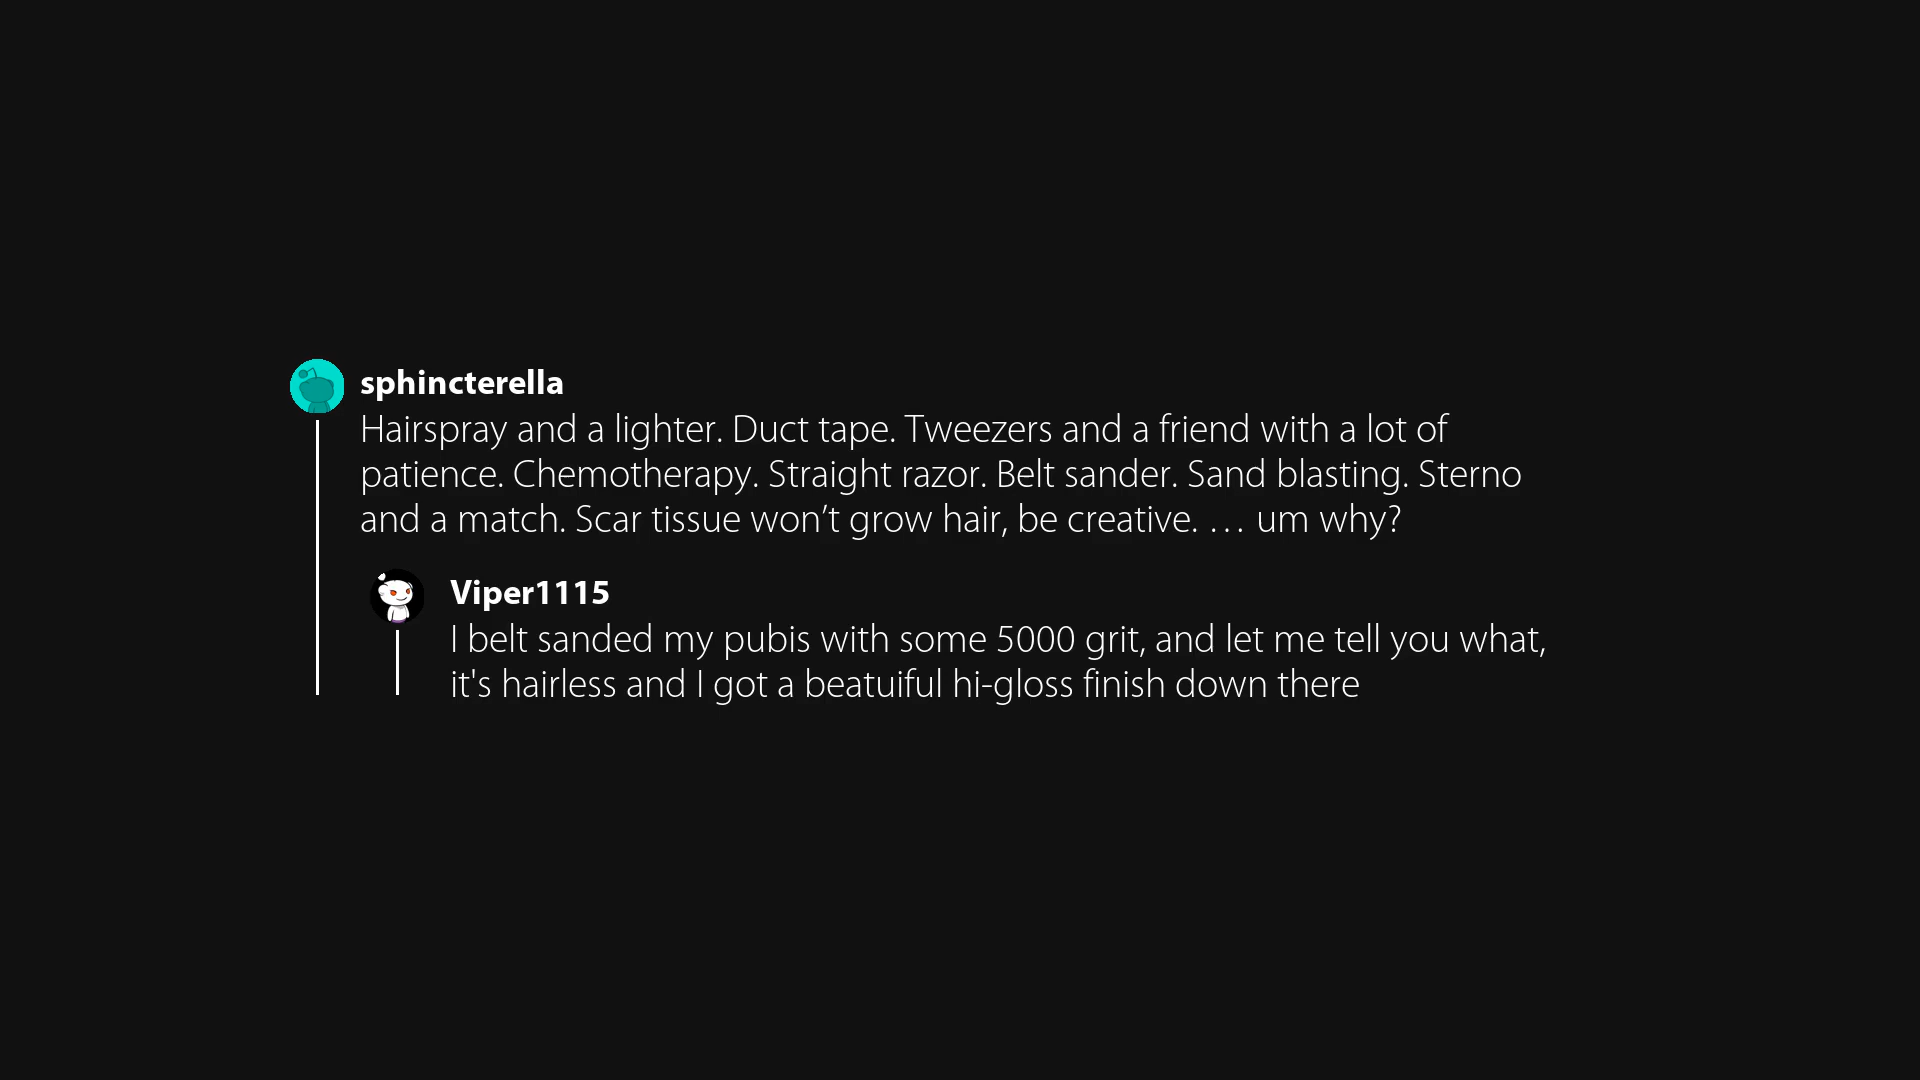 sphincterella
Hairspray and a lighter. Duct tape. Tweezers and a friend with a lot of
patience. Chemotherapy. Straight razor. Belt sander. Sand blasting. Sterno
and a match. Scar tissue won’t grow hair, be creative. … um why?
Viper1115
I belt sanded my pubis with some 5000 grit, and let me tell you what,
it's hairless and I got a beatuiful hi-gloss finish down there